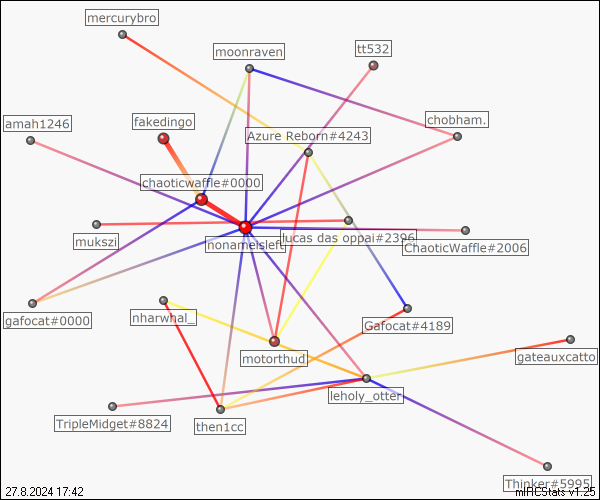 mercurybro
moonraven
tt532
amah1246
fakedingo
chobham.
Azure Reborn#4243
chaoticwaffle#0000
mukszi
nonameisleft
lucas das oppai#2396
ChaoticWaffle#2006
gafocat#0000
nharwhal_
Gafocat#4189
motorthud
gateauxcatto
leholy_otter
TripleMidget#8824
then1cc
Thinker#5995
27.8.2024 17:42
mIRCStats v1.25